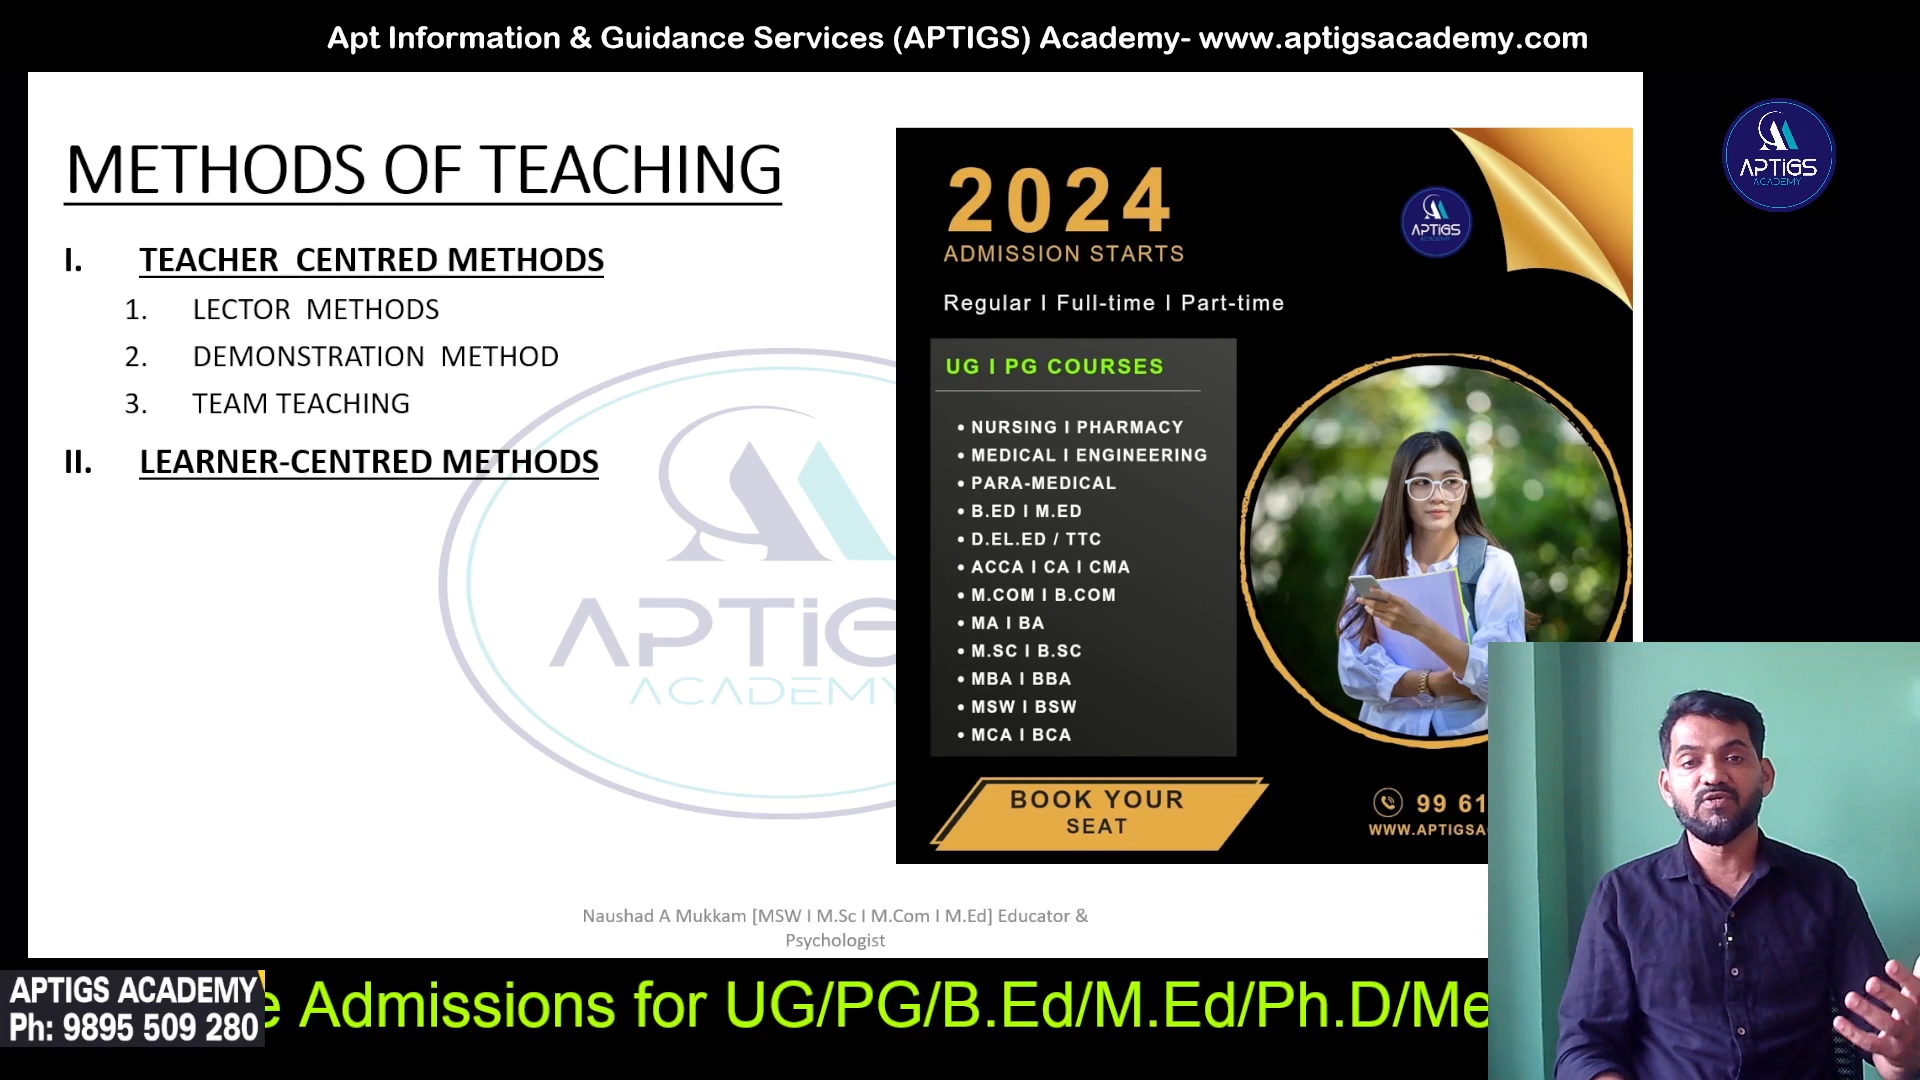 Apt Information & Guidance Services (APTIGS) Academy- www.aptigsacademy.com
METHODS OF TEACHING
I. TEACHER CENTRED METHODS
1. LECTOR METHODS
2. DEMONSTRATION METHOD
3. TEAM TEACHING
II. LEARNER-CENTRED METHODS
APTiG
ACADEMY
2024
ADMISSION STARTS
Regular I Full-time I Part-time
APTiGS
ACADEMY
UG I PG COURSES
• NURSING I PHARMACY
• MEDICAL I ENGINEERING
• PARA-MEDICAL
• B.ED I M.ED
• D.EL.ED / TTC
• ACCA I CA I CMA
• M.COM I B.COM
• MA I BA
• M.SC I B.SC
• MBA I BBA
• MSW I BSW
• MCA I BCA
BOOK YOUR
SEAT
99 61
WWW.APTIGSA
APTiGS
ACADEMY
Naushad A Mukkam [MSW I M.Sc I M.Com I M.Ed] Educator &
Psychologist
APTIGS ACADEMY
Ph: 9895 509 280
e Admissions for UG/PG/B.Ed/M.Ed/Ph.D/Me